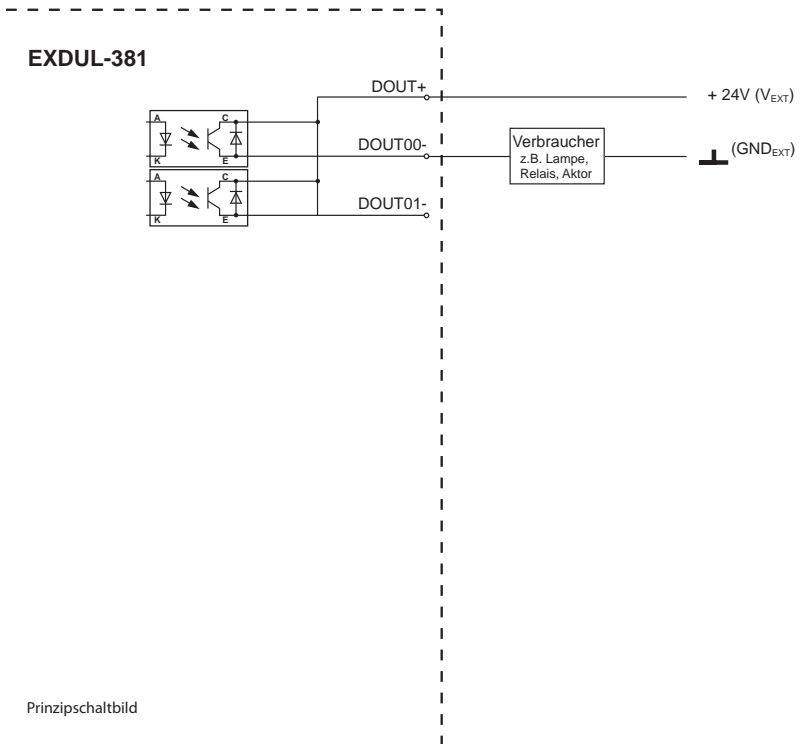 EXDUL-381
DOUT+
+ 24V (VEXT)
A C
K E
DOUT00-
Verbraucher
z.B. Lampe,
Relais, Aktor
(GNDEXT)
A C
K E
DOUT01-
Prinzipschaltbild